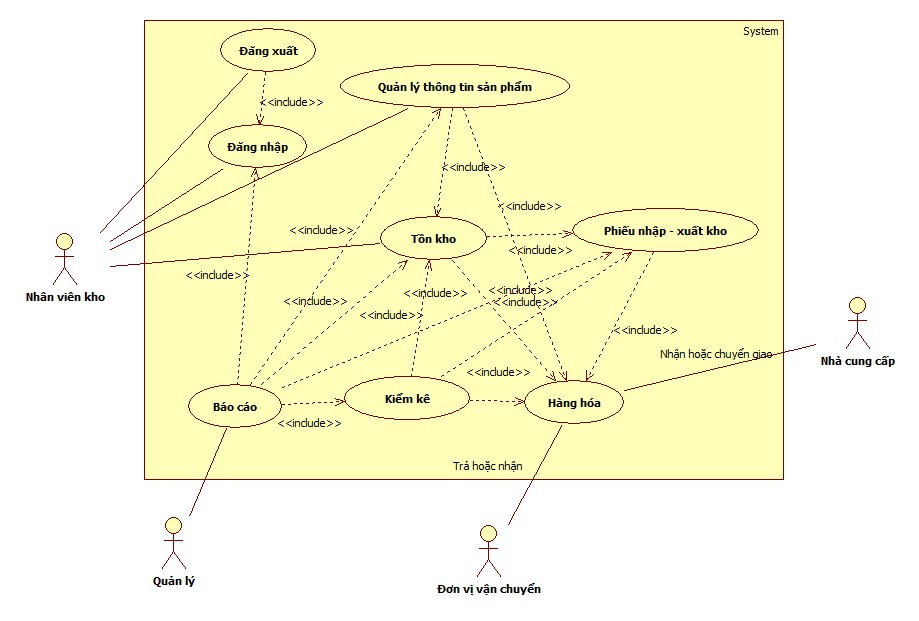 System
Đăng xuất
Quản lý thông tin sản phẩm
<<include>>
Đăng nhập
<<include>>
<<include>>
Phiếu nhập - xuất kho
<<include>>
Tồn kho
<<include>>
<<include>>
<<include>>
<<include>>
Nhân viên kho
<<include>>
<<include>>
<<include>>
<<include>>
<<include>>
Nhận hoặc chuyển giao
Nhà cung cấp
<<include>>
Báo cáo
Kiểm kê
Hàng hóa
<<include>>
Trả hoặc nhận
Quản lý
Đơn vị vận chuyển